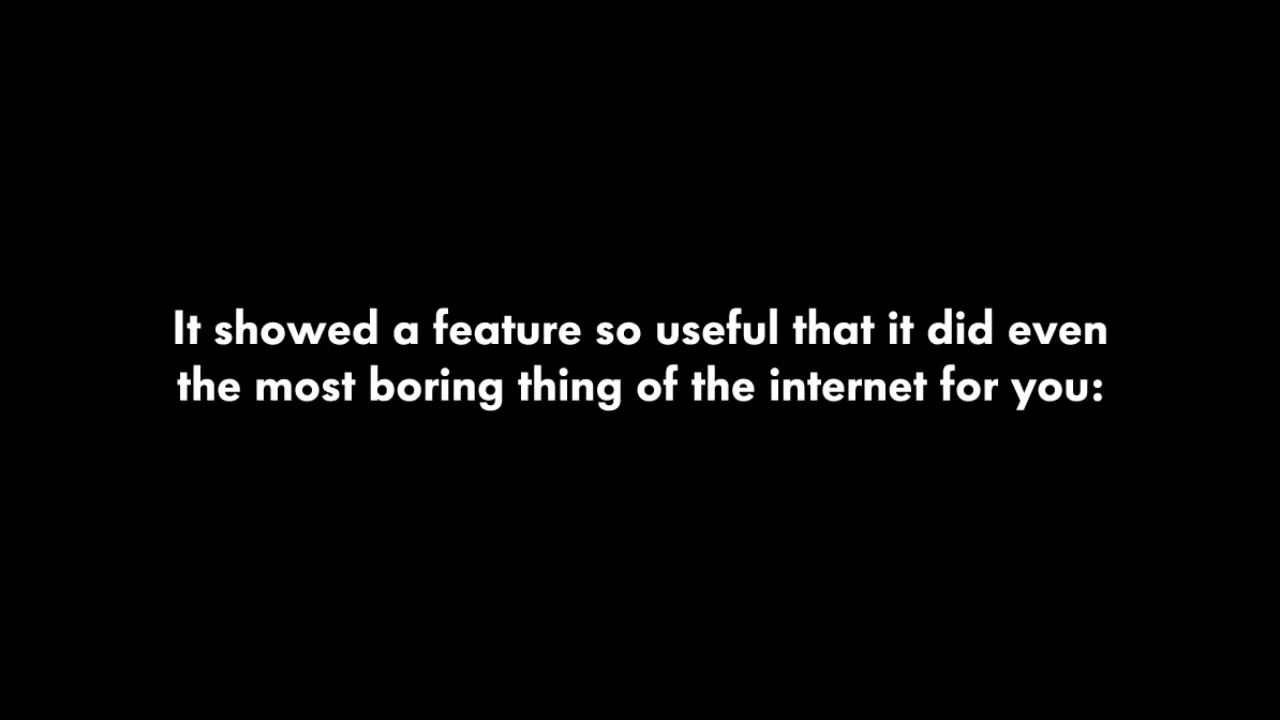 It showed a feature so useful that it did even
the most boring thing of the internet for you: